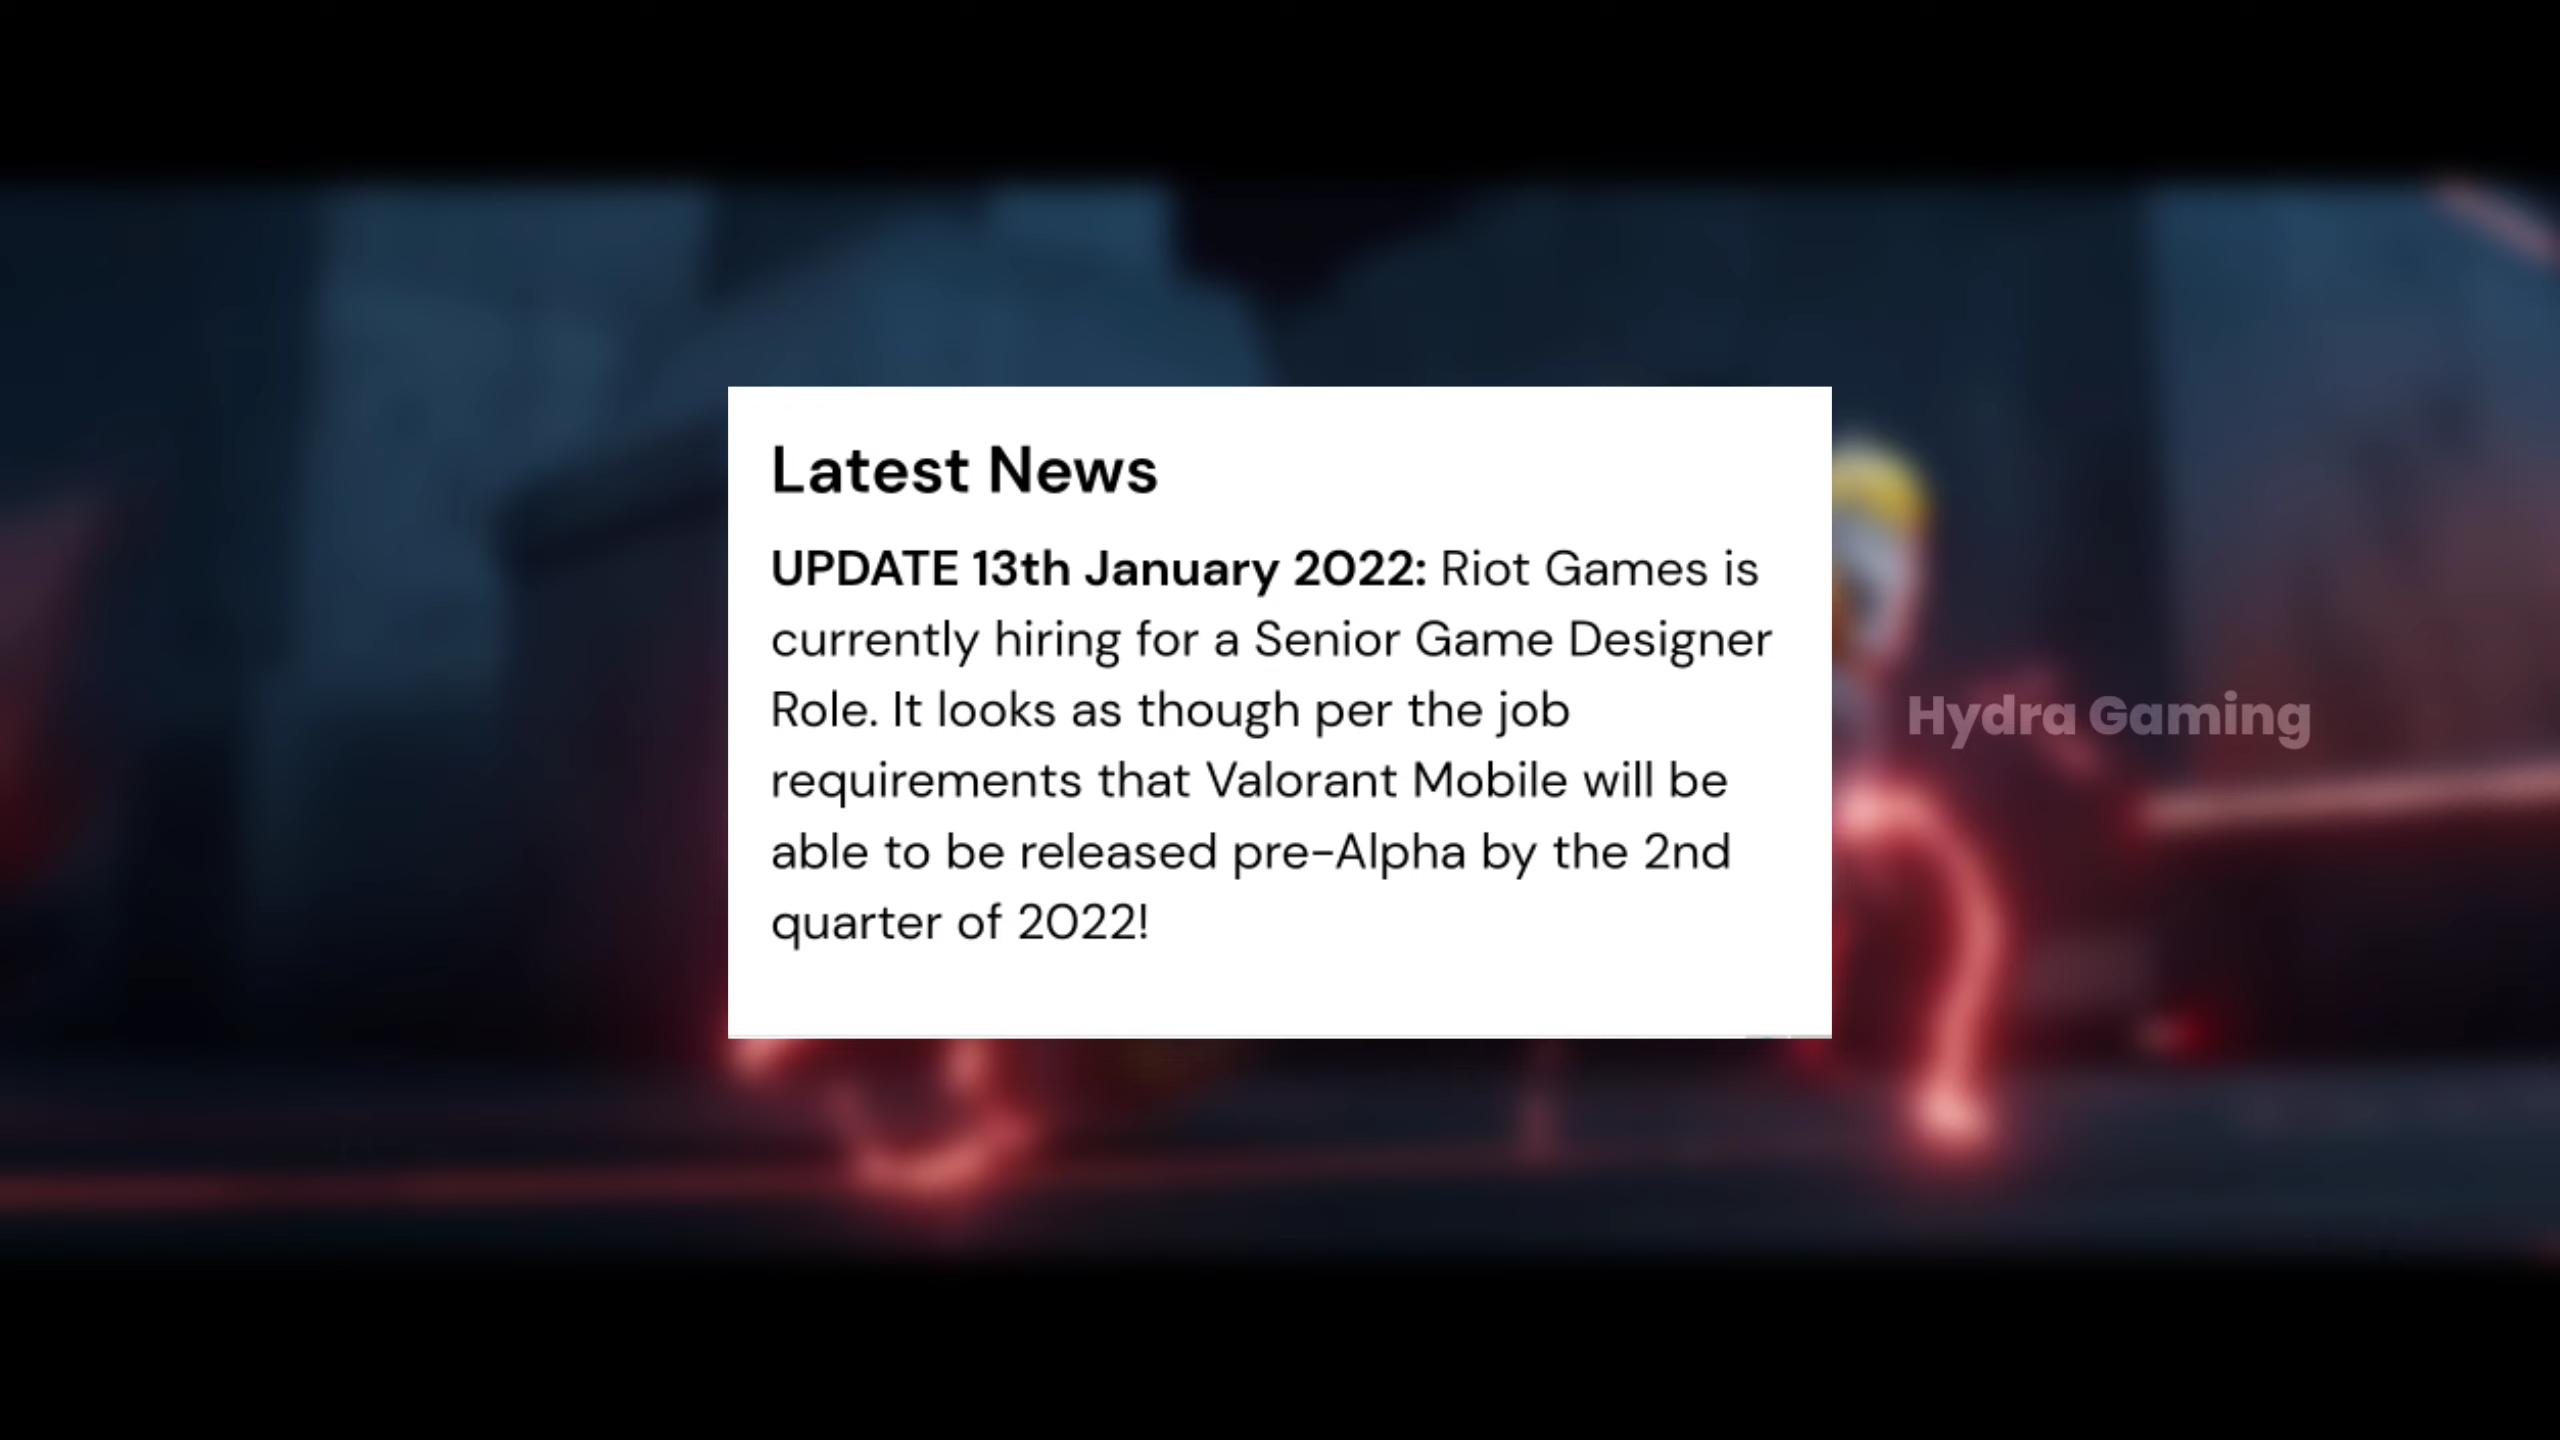 Latest News
UPDATE 13th January 2022: Riot Games is
currently hiring for a Senior Game Designer
Role. It looks as though per the job
requirements that Valorant Mobile will be
able to be released pre-Alpha by the 2nd
quarter of 2022!
Hydra Gaming